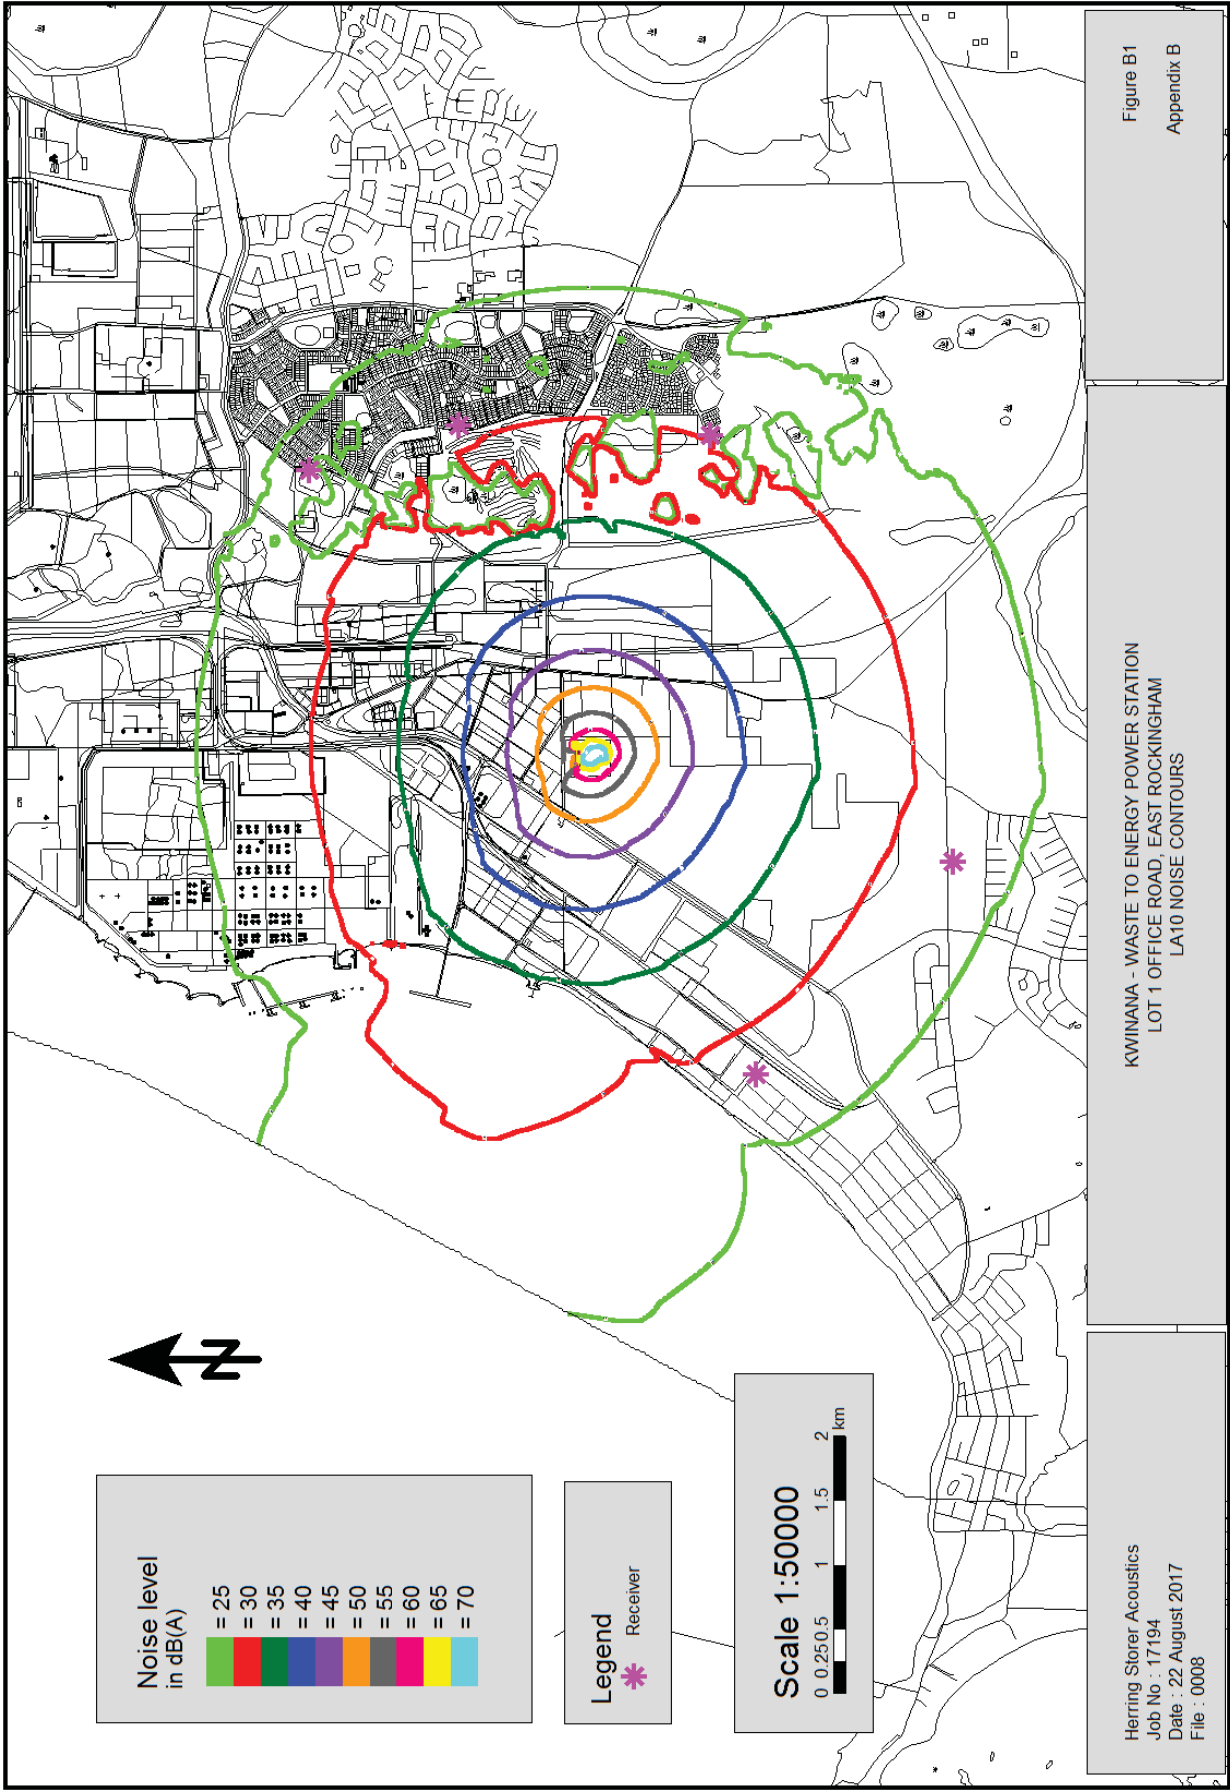 Noise level
in dB(A)
= 25
= 30
= 35
= 40
= 45
= 50
= 55
= 60
= 65
= 70
Legend
Receiver
Scale 1:50000
0 0.25 0.5 1 1.5 2
km
N
Herring Storer Acoustics
Job No : 17194
Date : 22 August 2017
File : 0008
KWINANA - WASTE TO ENERGY POWER STATION
LOT 1 OFFICE ROAD, EAST ROCKINGHAM
LA10 NOISE CONTOURS
Figure B1
Appendix B